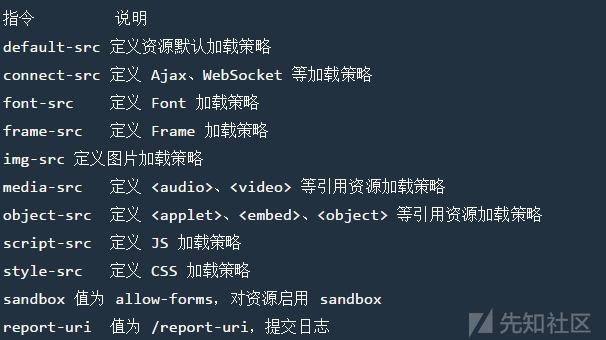 指令 说明
default-src 定义资源默认加载策略
connect-src 定义 Ajax、WebSocket 等加载策略
font-src 定义 Font 加载策略
frame-src 定义 Frame 加载策略
img-src 定义图片加载策略
media-src 定义 <audio>、<video> 等引用资源加载策略
object-src 定义 <applet>、<embed>、<object> 等引用资源加载策略
script-src 定义 JS 加载策略
style-src 定义 CSS 加载策略
sandbox 值为 allow-forms，对资源启用 sandbox
report-uri 值为 /report-uri，提交日志
先知社区